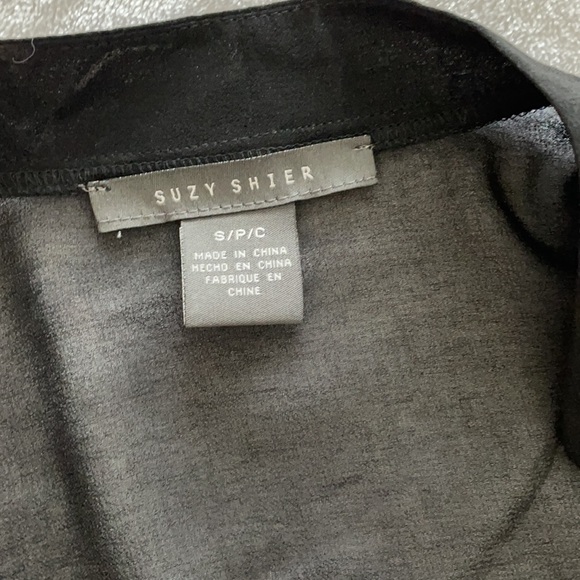 SUZY SHIER
S/P/C
MADE IN CHINA
HECHO EN CHINA
FABRIQUE EN
CHINE